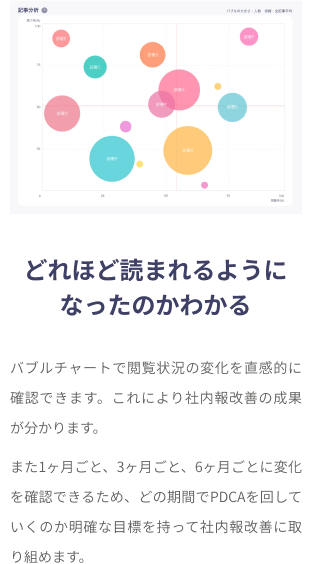 記事分析
どれほど読まれるように
なったのかわかる
バブルチャートで閲覧状況の変化を直感的に
確認できます。これにより社内報改善の成果
が分かります。
また1ヶ月ごと、3ヶ月ごと、6ヶ月ごとに変化
を確認できるため、どの期間でPDCAを回して
いくのか明確な目標を持って社内報改善に取
り組めます。